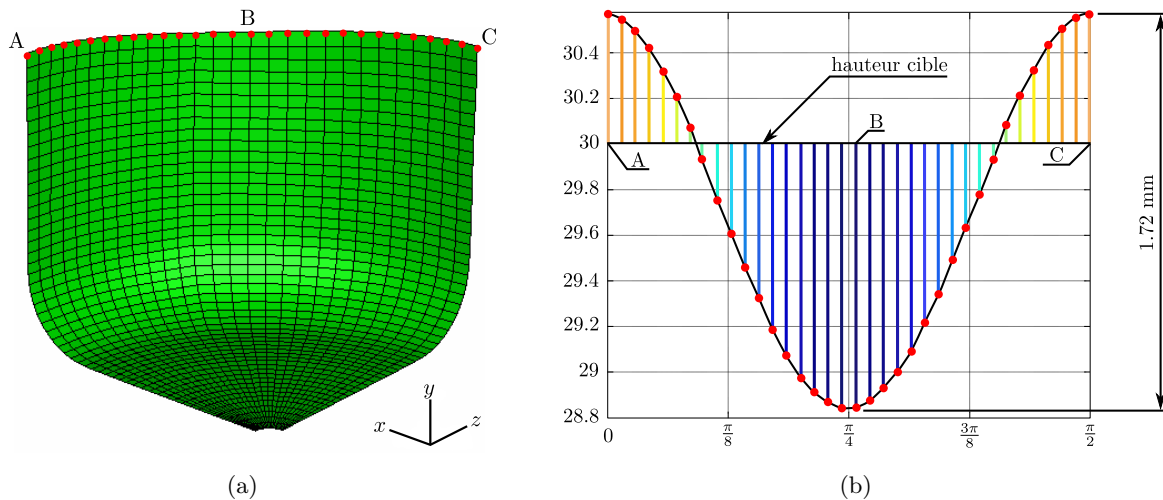 A
B
C
x
y
z
(a)
30.4
30.2
30
29.8
29.6
29.4
29.2
29
28.8
0
π/8
π/4
3π/8
π/2
hauteur cible
A
B
C
1.72 mm
(b)